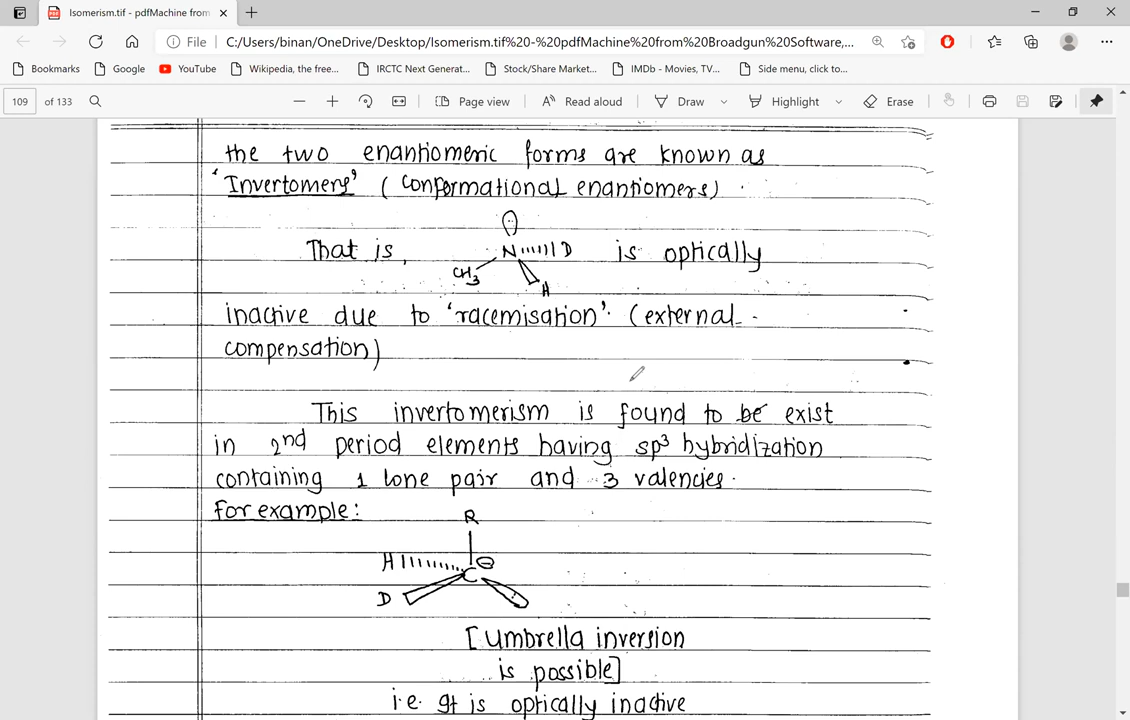 Isomerism.tif - pdfMachine from
File C:/Users/binan/OneDrive/Desktop/Isomerism.tif%20-%20pdfMachine%20from%20Broadgun%20Software,...
Bookmarks Google YouTube Wikipedia, the free... IRCTC Next Generat... Stock/Share Market... IMDb - Movies, TV... Side menu, click to...
109 of 133 Page view Read aloud Draw Highlight Erase
the two enantiomeric forms are known as
'Invertomers' (conformational enantiomers).
That is, N D is optically
CH3 H
inactive due to 'racemisation'. (external
compensation)
This invertomerism is found to be exist
in 2nd period elements having sp3 hybridization
containing 1 lone pair and 3 valencies.
for example:
R
H C ⊖
D
[Umbrella inversion
is possible]
i.e. It is optically inactive